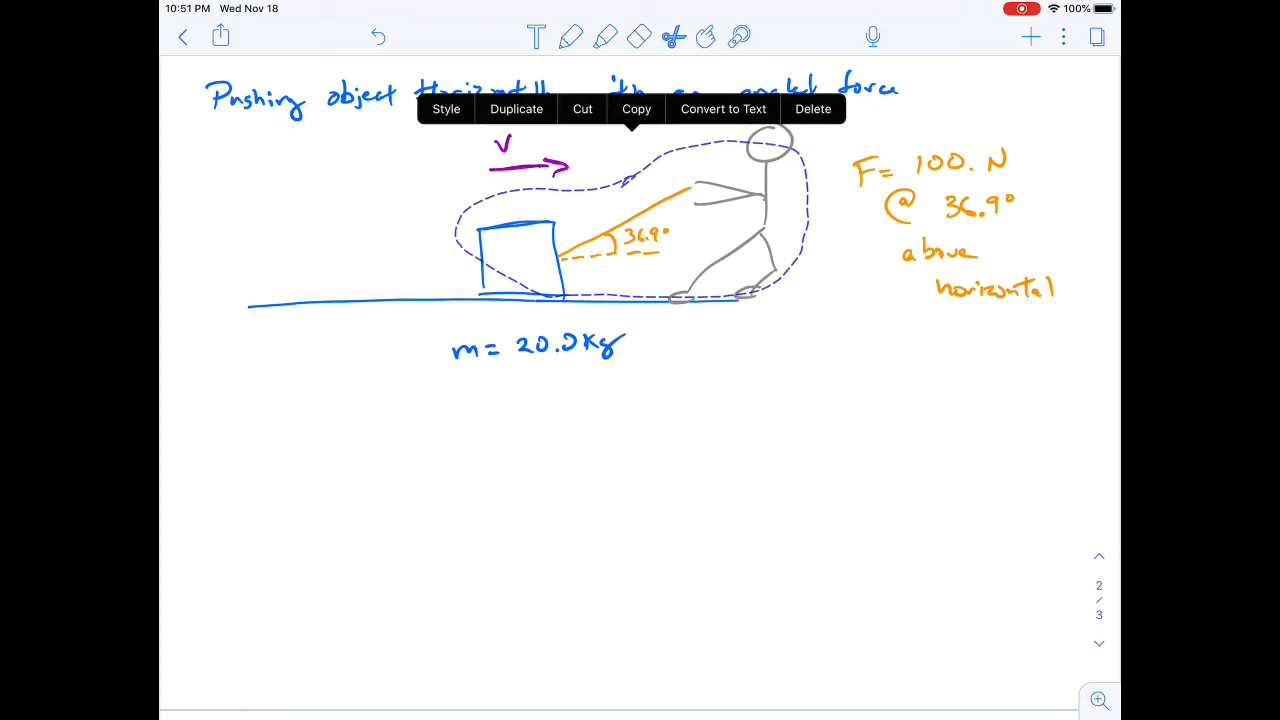 10:51 PM Wed Nov 18
100%
Pushing object force
Style Duplicate Cut Copy Convert to Text Delete
V
F = 100. N
@ 36.9°
above
horizontal
36.9°
m = 20.0 kg
2
/
3